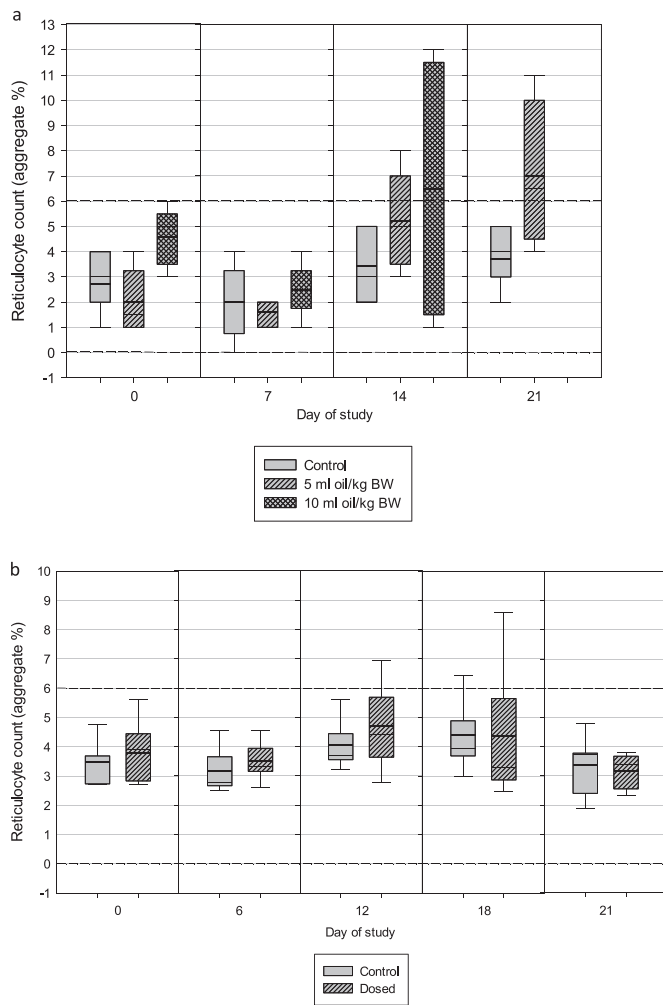 a
Reticulocyte count (aggregate %)
13
12
11
10
9
8
7
6
5
4
3
2
1
0
-1
0 7 14 21
Day of study
Control
5 ml oil/kg BW
10 ml oil/kg BW
b
Reticulocyte count (aggregate %)
10
9
8
7
6
5
4
3
2
1
0
-1
0 6 12 18 21
Day of study
Control
Dosed